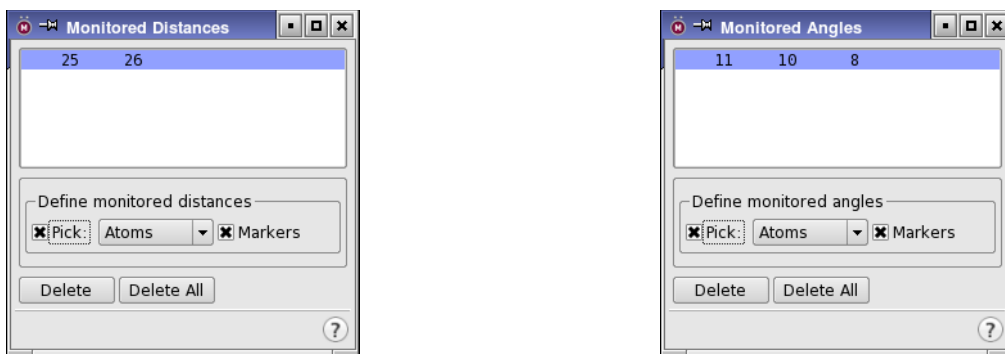 Monitored Distances
25 26
Define monitored distances
Pick: Atoms Markers
Delete Delete All
?
Monitored Angles
11 10 8
Define monitored angles
Pick: Atoms Markers
Delete Delete All
?